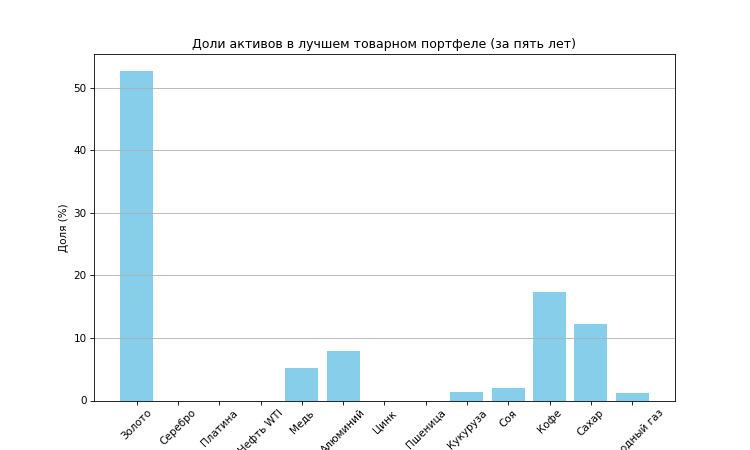 Доли активов в лучшем товарном портфеле (за пять лет)
Доля (%)
50
40
30
20
10
0
Золото
Серебро
Платина
Нефть WTI
Медь
Алюминий
Цинк
Пшеница
Кукуруза
Соя
Кофе
Сахар
одный газ